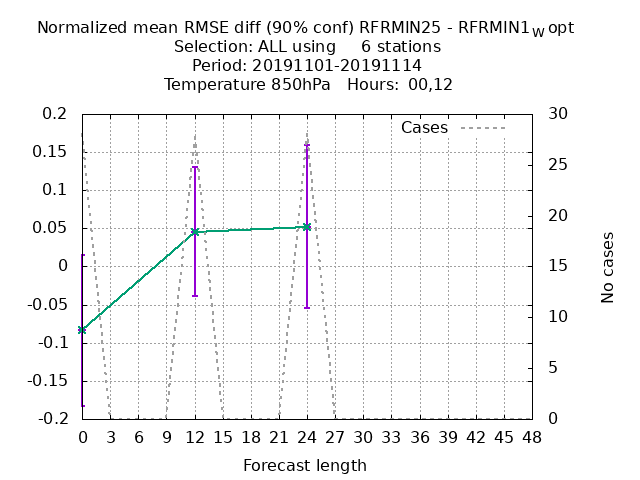 Normalized mean RMSE diff (90% conf) RFRMIN25 - RFRMIN1W opt
Selection: ALL using 6 stations
Period: 20191101-20191114
Temperature 850hPa Hours: 00,12
Cases
0.2
0.15
0.1
0.05
0
-0.05
-0.1
-0.15
-0.2
30
25
20
15
10
5
0
No cases
0 3 6 9 12 15 18 21 24 27 30 33 36 39 42 45 48
Forecast length